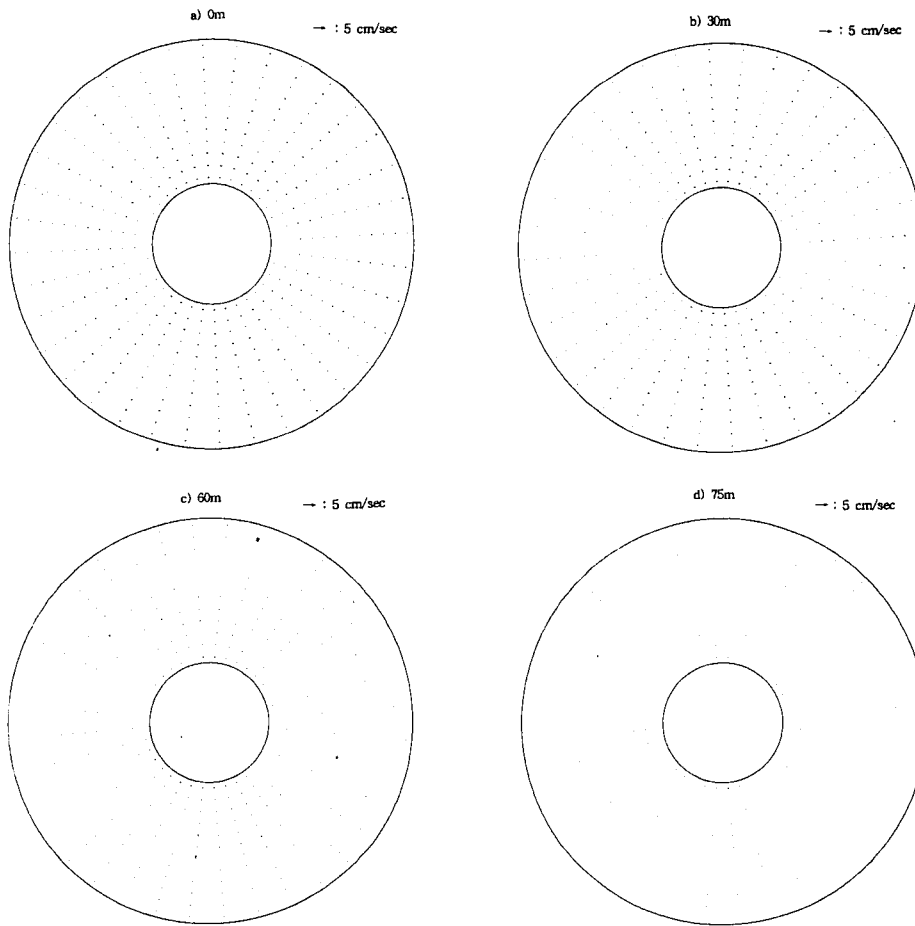 a) 0m
→ : 5 cm/sec
b) 30m
→ : 5 cm/sec
c) 60m
→ : 5 cm/sec
d) 75m
→ : 5 cm/sec